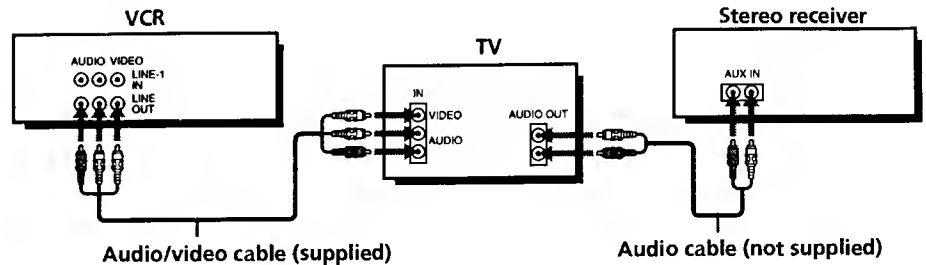 VCR
AUDIO VIDEO
LINE-1
IN
LINE
OUT
TV
IN
VIDEO
AUDIO
AUDIO OUT
Stereo receiver
AUX IN
Audio/video cable (supplied)
Audio cable (not supplied)